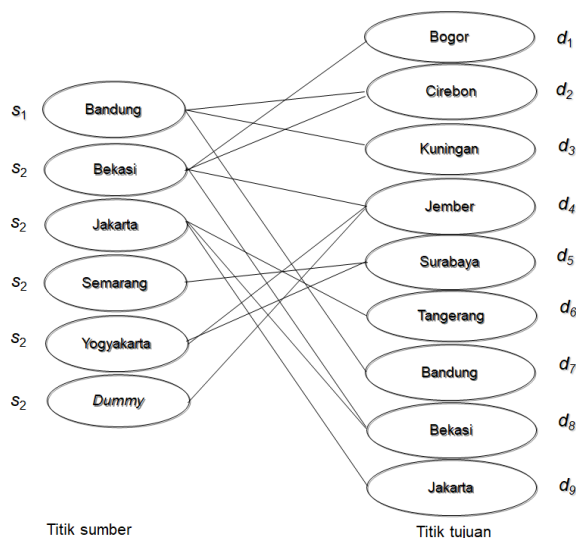 Bogor d1
Cirebon d2
s1 Bandung
Kuningan d3
s2 Bekasi
Jember d4
s2 Jakarta
Surabaya d5
s2 Semarang
Tangerang d6
s2 Yogyakarta
Bandung d7
s2 Dummy
Bekasi d8
Jakarta d9
Titik sumber Titik tujuan